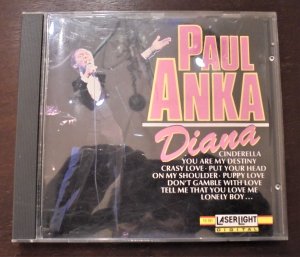 PAUL
ANKA
Diana
CINDERELLA
YOU ARE MY DESTINY
CRASY LOVE · PUT YOUR HEAD
ON MY SHOULDER · PUPPY LOVE
DON'T GAMBLE WITH LOVE
TELL ME THAT YOU LOVE ME
LONELY BOY ...
LASERLIGHT
DIGITAL